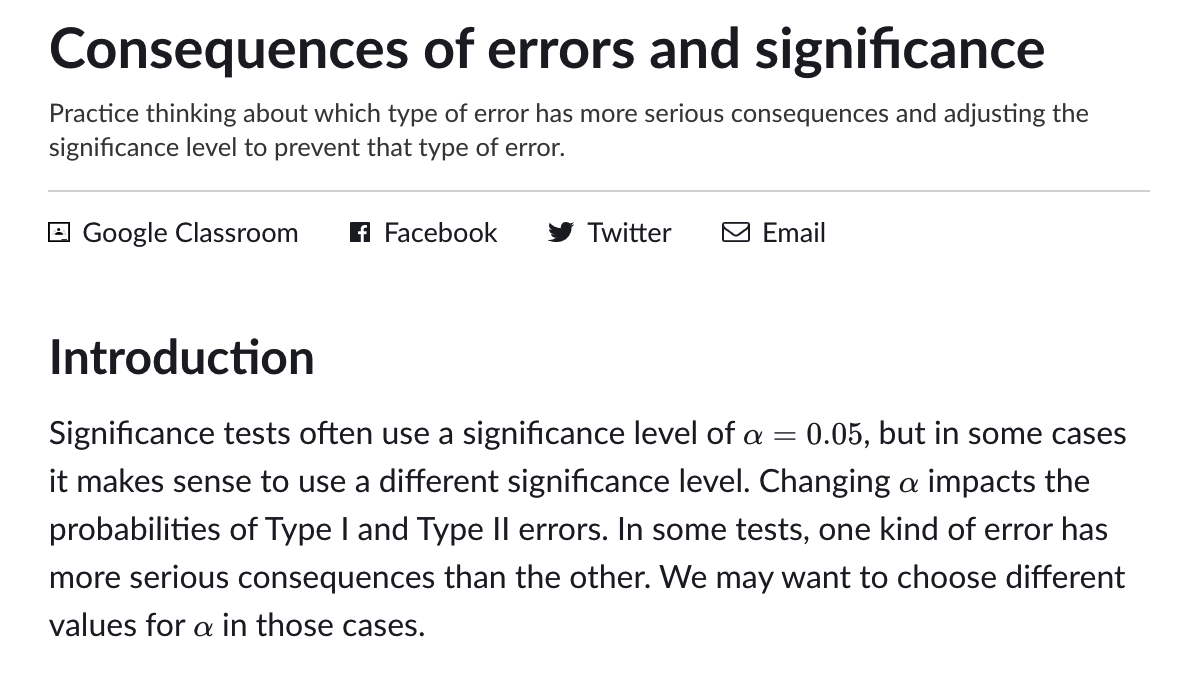 Consequences of errors and significance
Practice thinking about which type of error has more serious consequences and adjusting the
significance level to prevent that type of error.
Google Classroom Facebook Twitter Email
Introduction
Significance tests often use a significance level of α = 0.05, but in some cases
it makes sense to use a different significance level. Changing α impacts the
probabilities of Type I and Type II errors. In some tests, one kind of error has
more serious consequences than the other. We may want to choose different
values for α in those cases.